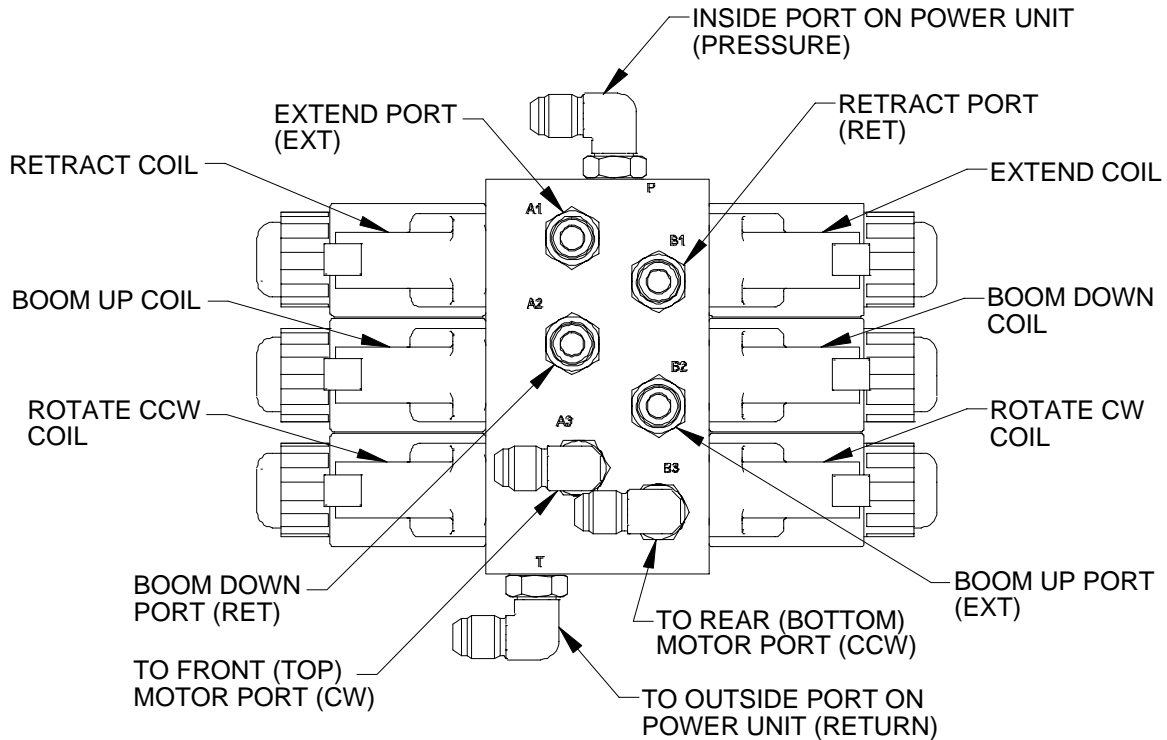 INSIDE PORT ON POWER UNIT
(PRESSURE)
EXTEND PORT
(EXT)
RETRACT PORT
(RET)
RETRACT COIL
EXTEND COIL
P
A1
B1
BOOM UP COIL
A2
BOOM DOWN
COIL
B2
ROTATE CCW
COIL
A3
ROTATE CW
COIL
B3
T
BOOM DOWN
PORT (RET)
BOOM UP PORT
(EXT)
TO REAR (BOTTOM)
MOTOR PORT (CCW)
TO FRONT (TOP)
MOTOR PORT (CW)
TO OUTSIDE PORT ON
POWER UNIT (RETURN)